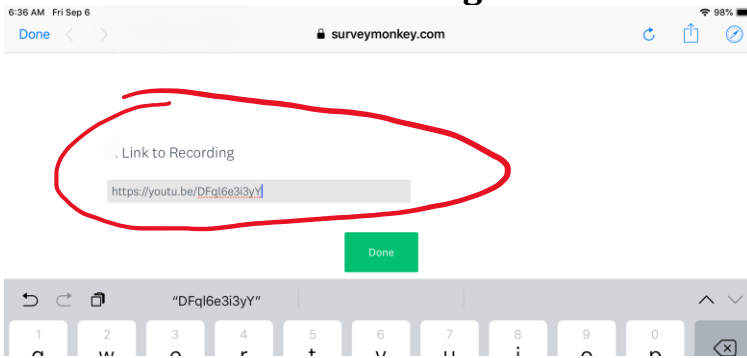 6:36 AM Fri Sep 6
98%
Done
surveymonkey.com
. Link to Recording
https://youtu.be/DFql6e3i3yY
Done
“DFql6e3i3yY”
1 2 3 4 5 6 7 8 9 0
q w e r t y u i o p